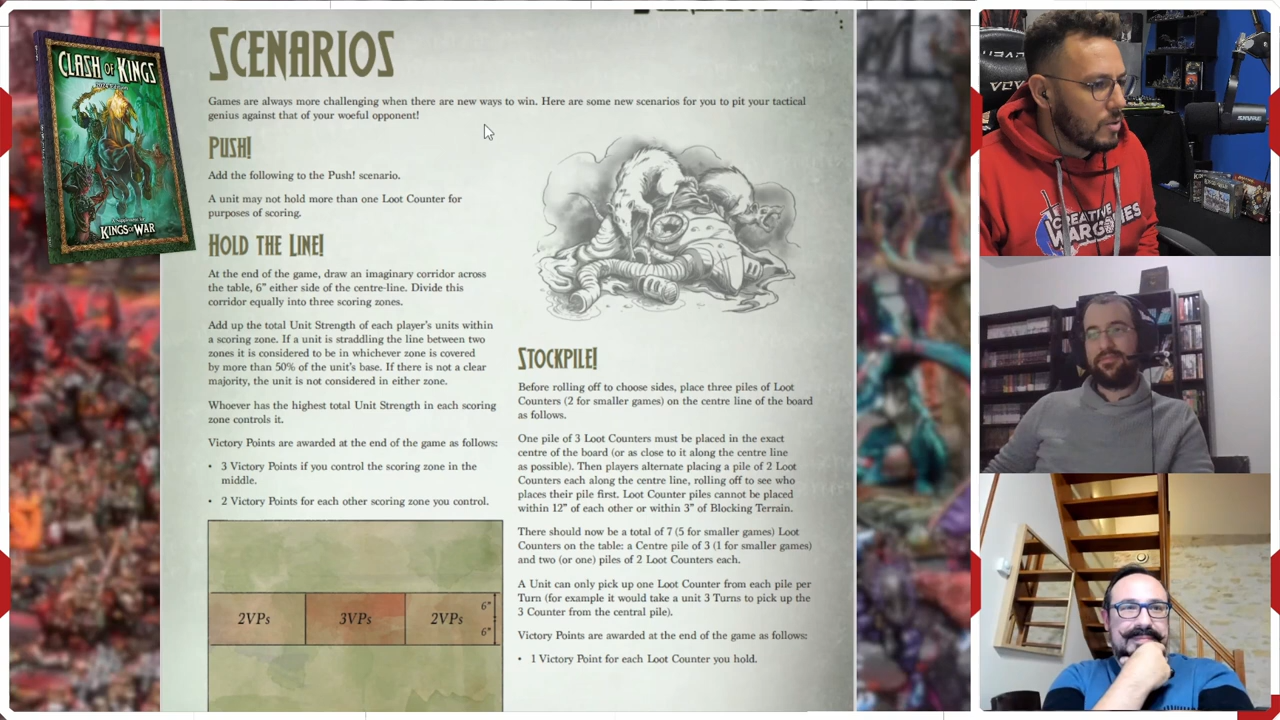 CLASH OF KINGS
2024 EDITION
A Supplement for
KINGS OF WAR
SCENARIOS
Games are always more challenging when there are new ways to win. Here are some new scenarios for you to pit your tactical
genius against that of your woeful opponent!
PUSH!
Add the following to the Push! scenario.
A unit may not hold more than one Loot Counter for
purposes of scoring.
HOLD THE LINE!
At the end of the game, draw an imaginary corridor across
the table, 6" either side of the centre-line. Divide this
corridor equally into three scoring zones.
Add up the total Unit Strength of each player's units within
a scoring zone. If a unit is straddling the line between two
zones it is considered to be in whichever zone is covered
by more than 50% of the unit's base. If there is not a clear
majority, the unit is not considered in either zone.
Whoever has the highest total Unit Strength in each scoring
zone controls it.
Victory Points are awarded at the end of the game as follows:
• 3 Victory Points if you control the scoring zone in the
middle.
• 2 Victory Points for each other scoring zone you control.
2VPs 3VPs 2VPs 6"
6"
STOCKPILE!
Before rolling off to choose sides, place three piles of Loot
Counters (2 for smaller games) on the centre line of the board
as follows.
One pile of 3 Loot Counters must be placed in the exact
centre of the board (or as close to it along the centre line
as possible). Then players alternate placing a pile of 2 Loot
Counters each along the centre line, rolling off to see who
places their pile first. Loot Counter piles cannot be placed
within 12" of each other or within 3" of Blocking Terrain.
There should now be a total of 7 (5 for smaller games) Loot
Counters on the table: a Centre pile of 3 (1 for smaller games)
and two (or one) piles of 2 Loot Counters each.
A Unit can only pick up one Loot Counter from each pile per
Turn (for example it would take a unit 3 Turns to pick up the
3 Counter from the central pile).
Victory Points are awarded at the end of the game as follows:
• 1 Victory Point for each Loot Counter you hold.
CREATIVE
WARGAMES